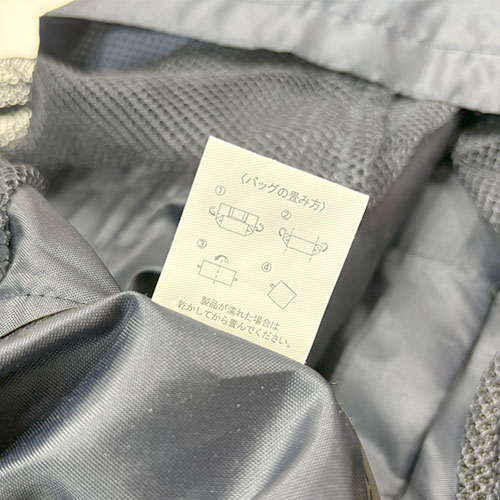 〈バッグの畳み方〉
① ②
③ ④
製品が濡れた場合は
乾かしてから畳んでください。